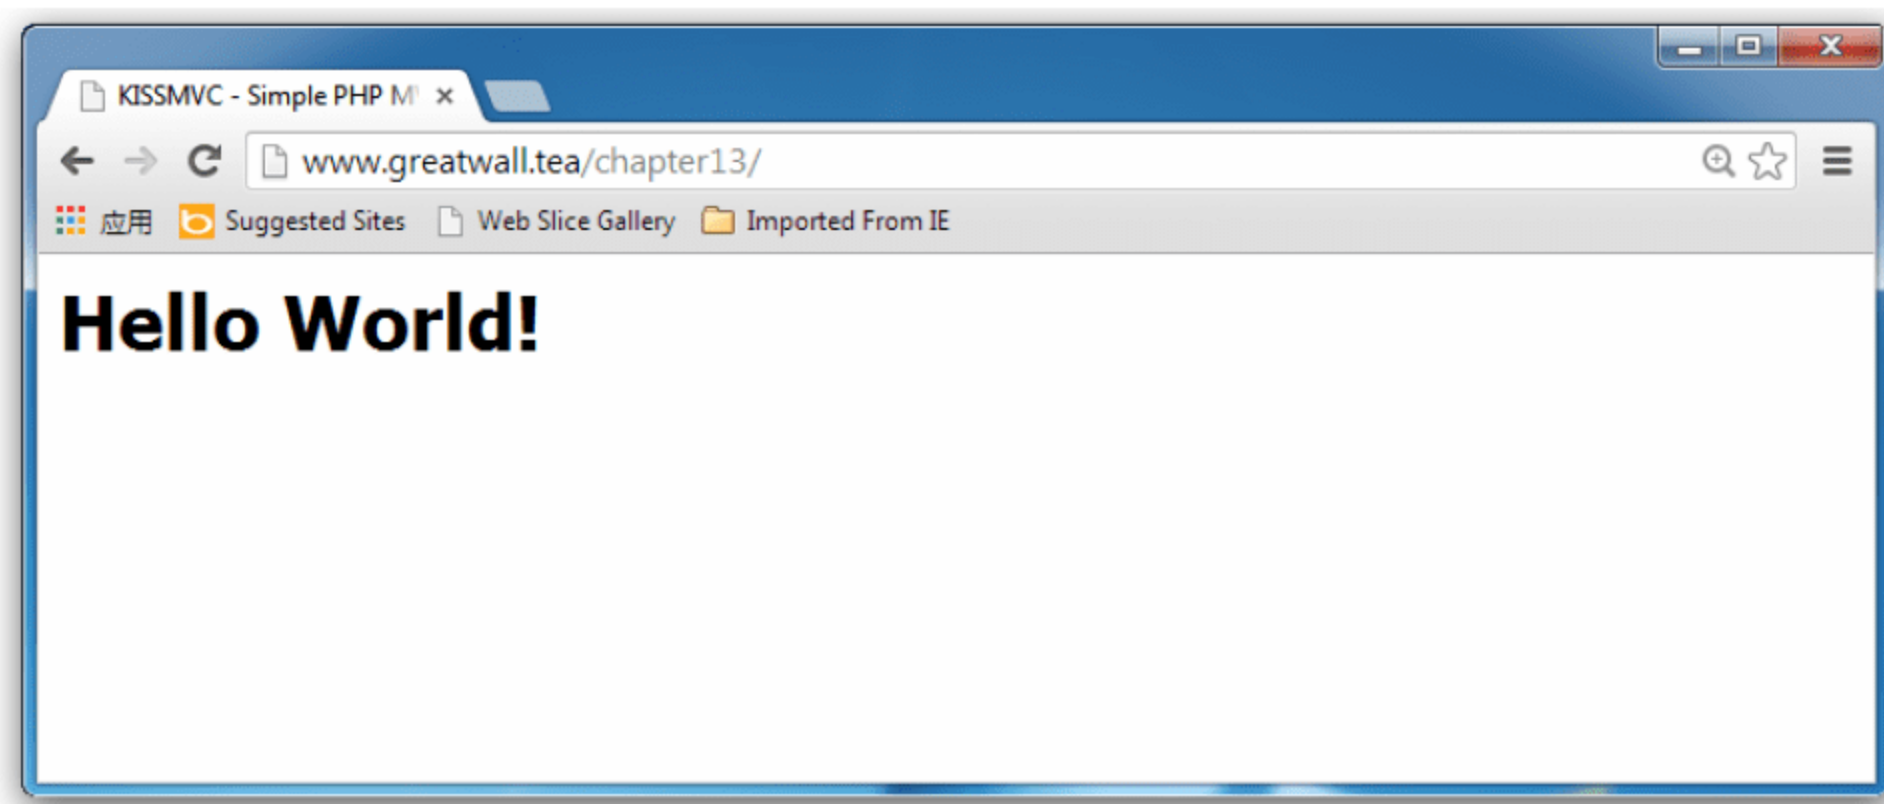 KISSMVC - Simple PHP M
www.greatwall.tea/chapter13/
应用 Suggested Sites Web Slice Gallery Imported From IE
Hello World!